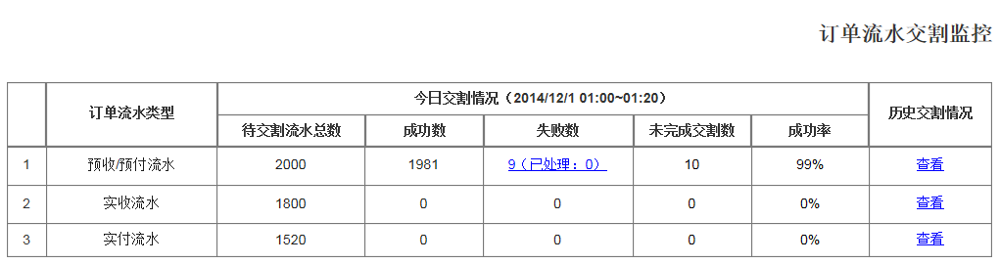 订单流水交割监控
订单流水类型 今日交割情况（2014/12/1 01:00~01:20） 历史交割情况
待交割流水总数 成功数 失败数 未完成交割数 成功率
1 预收/预付流水 2000 1981 9（已处理：0） 10 99% 查看
2 实收流水 1800 0 0 0 0% 查看
3 实付流水 1520 0 0 0 0% 查看